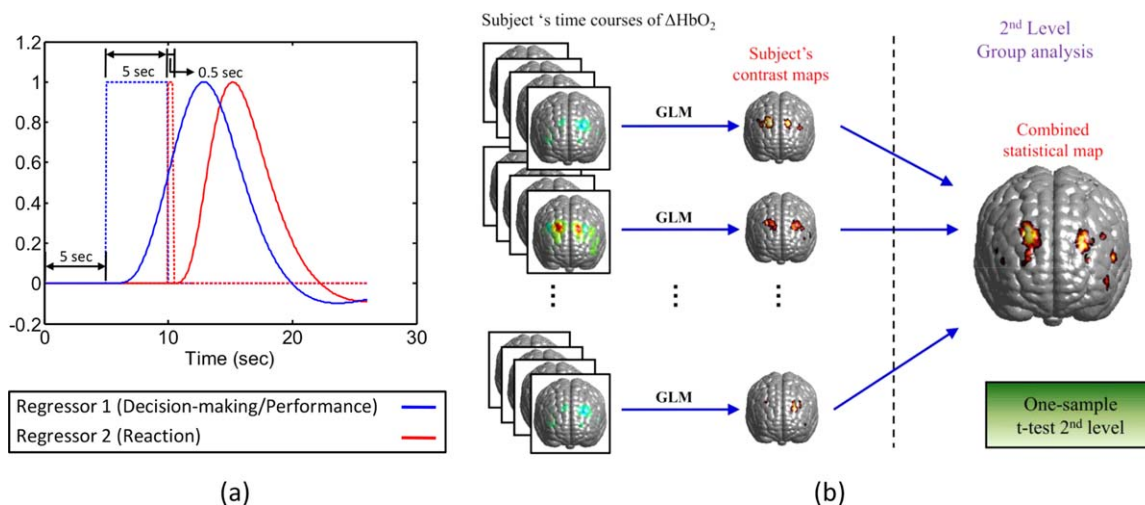 1.2
1
0.8
0.6
0.4
0.2
0
-0.2
5 sec
0.5 sec
5 sec
0
10
20
30
Time (sec)
Regressor 1 (Decision-making/Performance)
Regressor 2 (Reaction)
(a)
Subject ‘s time courses of ΔHbO₂
Subject’s
contrast maps
GLM
GLM
GLM
2nd Level
Group analysis
Combined
statistical map
One-sample
t-test 2nd level
(b)